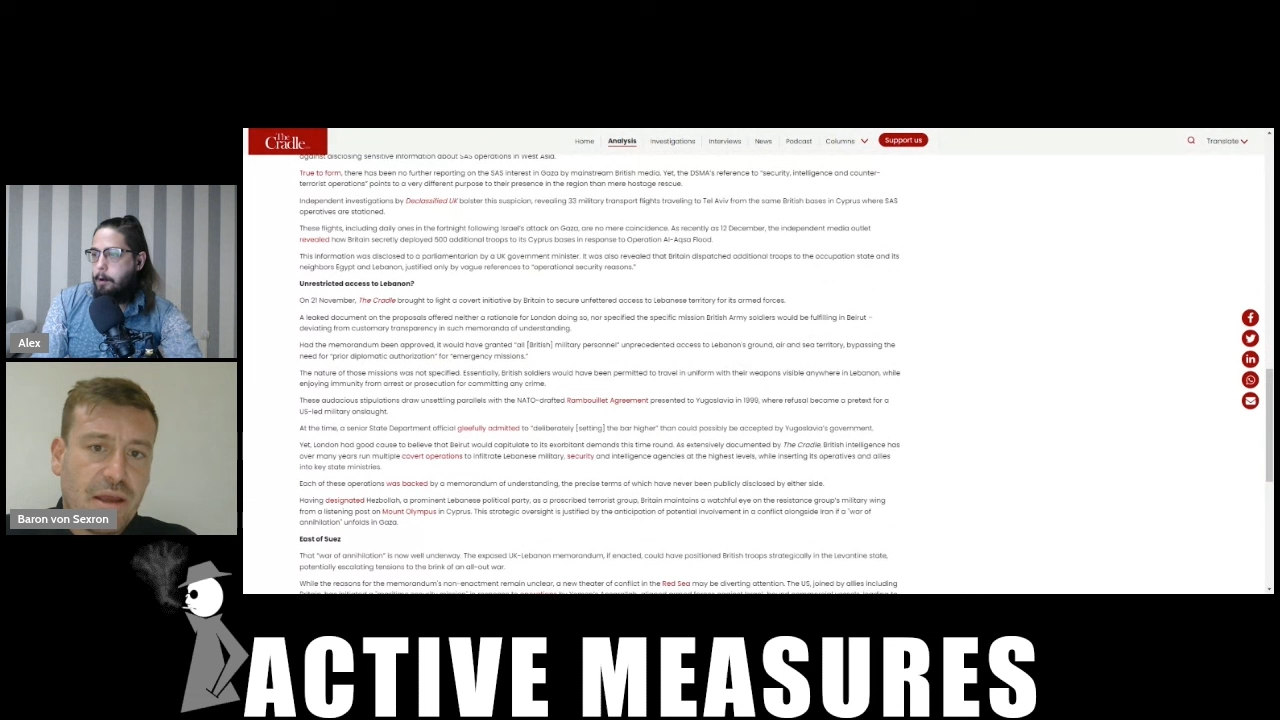 The
Cradle
Home
Analysis
Investigations
Interviews
News
Podcast
Columns
Support us
Translate
against disclosing sensitive information about SAS operations in West Asia.
True to form, there has been no further reporting on the SAS interest in Gaza by mainstream British media. Yet, the DSMA's reference to "security, intelligence and counter-
terrorist operations" points to a very different purpose to their presence in the region than mere hostage rescue.
Independent investigations by Declassified UK bolster this suspicion, revealing 33 military transport flights traveling to Tel Aviv from the same British bases in Cyprus where SAS
operatives are stationed.
These flights, including daily ones in the fortnight following Israel's attack on Gaza, are no mere coincidence. As recently as 12 December, the independent media outlet
revealed how Britain secretly deployed 500 additional troops to its Cyprus bases in response to Operation Al-Aqsa Flood.
This information was disclosed to a parliamentarian by a UK government minister. It was also revealed that Britain dispatched additional troops to the occupation state and its
neighbors Egypt and Lebanon, justified only by vague references to "operational security reasons."
Unrestricted access to Lebanon?
On 21 November, The Cradle brought to light a covert initiative by Britain to secure unfettered access to Lebanese territory for its armed forces.
A leaked document on the proposals offered neither a rationale for London doing so, nor specified the specific mission British Army soldiers would be fulfilling in Beirut -
deviating from customary transparency in such memoranda of understanding.
Had the memorandum been approved, it would have granted "all [British] military personnel" unprecedented access to Lebanon's ground, air and sea territory, bypassing the
need for "prior diplomatic authorization" for "emergency missions."
The nature of those missions was not specified. Essentially, British soldiers would have been permitted to travel in uniform with their weapons visible anywhere in Lebanon, while
enjoying immunity from arrest or prosecution for committing any crime.
These audacious stipulations draw unsettling parallels with the NATO-drafted Rambouillet Agreement presented to Yugoslavia in 1999, where refusal became a pretext for a
US-led military onslaught.
At the time, a senior State Department official gleefully admitted to "deliberately [setting] the bar higher" than could possibly be accepted by Yugoslavia's government.
Yet, London had good cause to believe that Beirut would capitulate to its exorbitant demands this time round. As extensively documented by The Cradle, British intelligence has
over many years run multiple covert operations to infiltrate Lebanese military, security and intelligence agencies at the highest levels, while inserting its operatives and allies
into key state ministries.
Each of these operations was backed by a memorandum of understanding, the precise terms of which have never been publicly disclosed by either side.
Having designated Hezbollah, a prominent Lebanese political party, as a proscribed terrorist group, Britain maintains a watchful eye on the resistance group's military wing
from a listening post on Mount Olympus in Cyprus. This strategic oversight is justified by the anticipation of potential involvement in a conflict alongside Iran if a "war of
annihilation" unfolds in Gaza.
East of Suez
That "war of annihilation" is now well underway. The exposed UK-Lebanon memorandum, if enacted, could have positioned British troops strategically in the Levantine state,
potentially escalating tensions to the brink of an all-out war.
While the reasons for the memorandum's non-enactment remain unclear, a new theater of conflict in the Red Sea may be diverting attention. The US, joined by allies including
Alex
Baron von Sexron
ACTIVE MEASURES